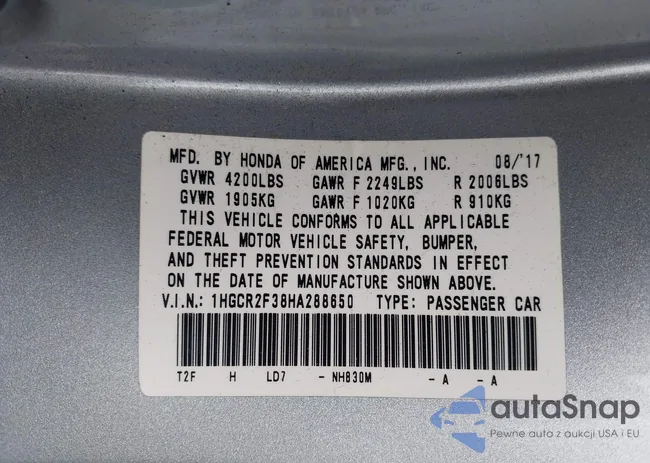 MFD. BY HONDA OF AMERICA MFG., INC. 08/'17
GVWR 4200LBS GAWR F 2249LBS R 2006LBS
GVWR 1905KG GAWR F 1020KG R 910KG
THIS VEHICLE CONFORMS TO ALL APPLICABLE
FEDERAL MOTOR VEHICLE SAFETY, BUMPER,
AND THEFT PREVENTION STANDARDS IN EFFECT
ON THE DATE OF MANUFACTURE SHOWN ABOVE.
V.I.N.: 1HGCR2F38HA288650 TYPE: PASSENGER CAR
T2F H LD7 - NH830M - A - A
autaSnap
Pewne auta z aukcji USA i EU